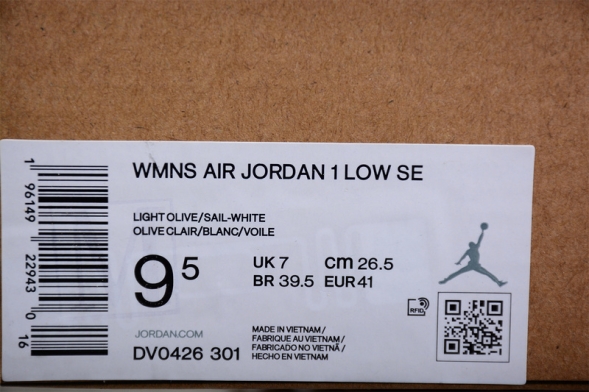 WMNS AIR JORDAN 1 LOW SE
LIGHT OLIVE/SAIL-WHITE
OLIVE CLAIR/BLANC/VOILE
9 5
UK 7 cm 26.5
BR 39.5 EUR 41
RFID
JORDAN.COM
DV0426 301
MADE IN VIETNAM /
FABRIQUE AU VIETNAM /
FABRICADO NO VIETNÃ /
HECHO EN VIETNAM
1 96149 22943 0
16